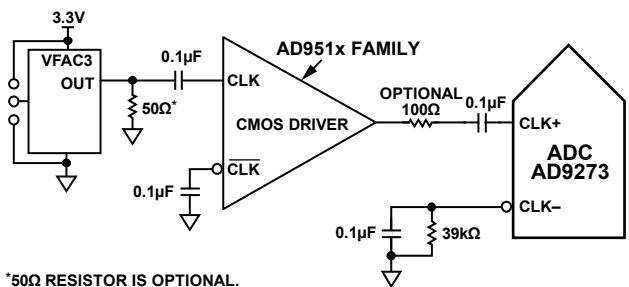 3.3V
VFAC3
OUT
0.1µF
50Ω*
AD951x FAMILY
CLK
CMOS DRIVER
C̅L̅K̅
0.1µF
OPTIONAL
100Ω
0.1µF
CLK+
ADC
AD9273
CLK–
0.1µF
39kΩ
*50Ω RESISTOR IS OPTIONAL.